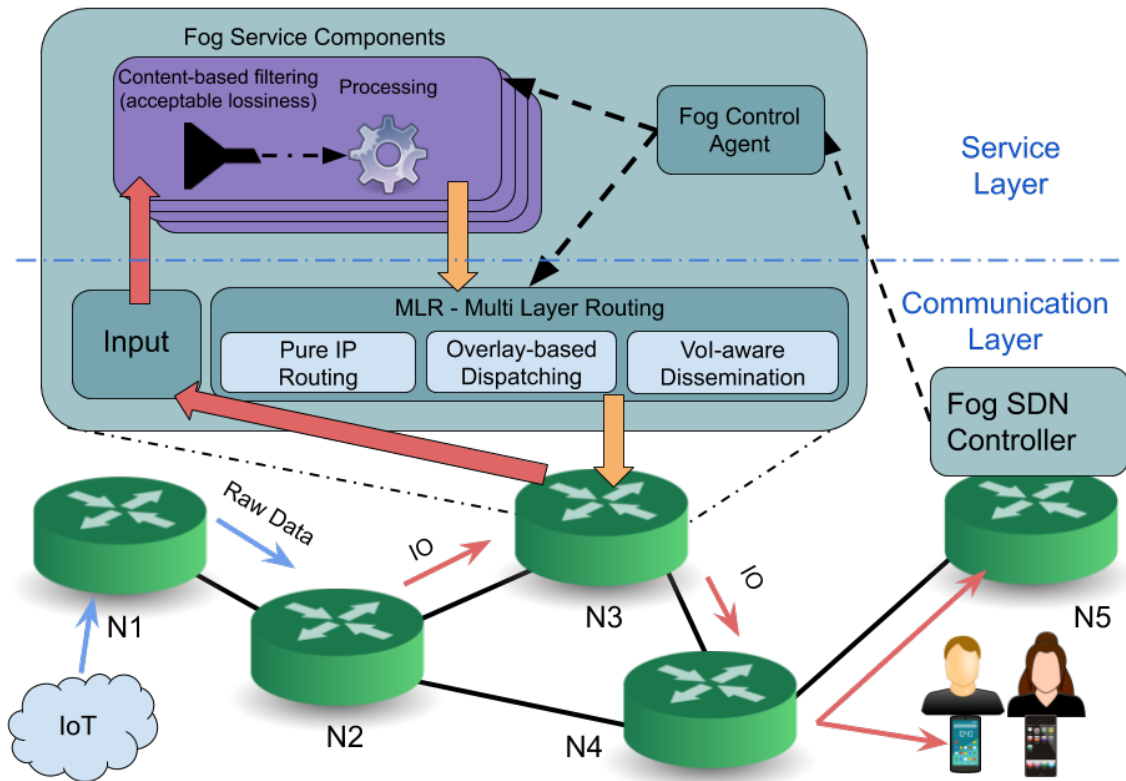 Fog Service Components
Content-based filtering
(acceptable lossiness)
Processing
Fog Control
Agent
Service
Layer
Communication
Layer
Input
MLR - Multi Layer Routing
Pure IP
Routing
Overlay-based
Dispatching
VoI-aware
Dissemination
Fog SDN
Controller
Raw Data
IO
IO
N1
N2
N3
N4
N5
IoT